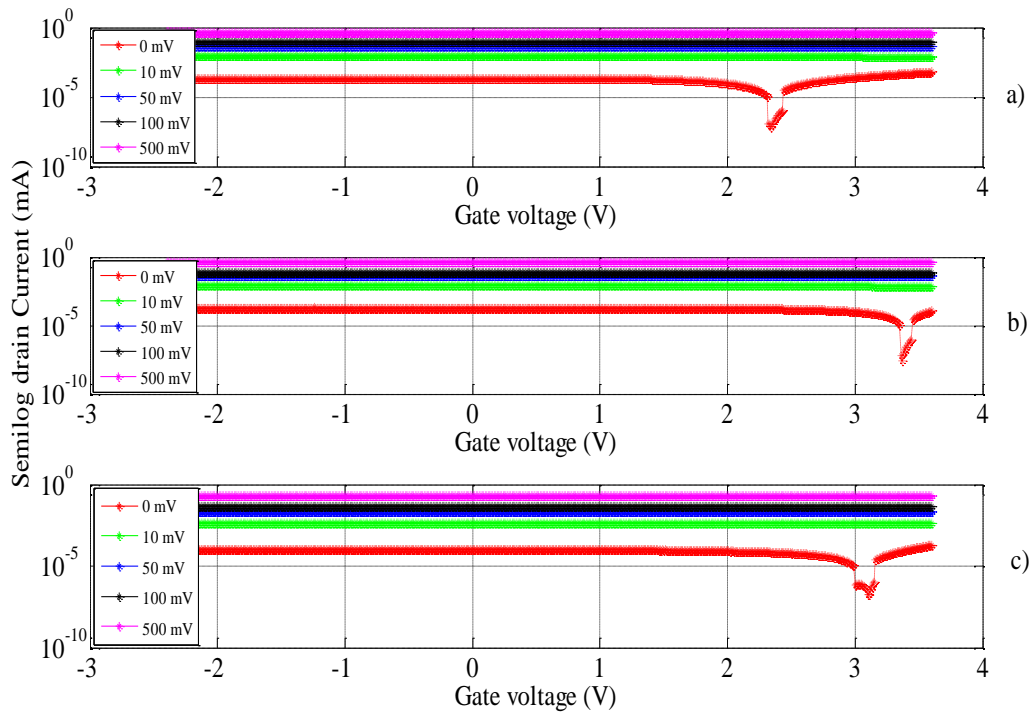 Semilog drain Current (mA)
10^0
10^-5
10^-10
0 mV
10 mV
50 mV
100 mV
500 mV
-3 -2 -1 0 1 2 3 4
Gate voltage (V)
a)
10^0
10^-5
10^-10
0 mV
10 mV
50 mV
100 mV
500 mV
-3 -2 -1 0 1 2 3 4
Gate voltage (V)
b)
10^0
10^-5
10^-10
0 mV
10 mV
50 mV
100 mV
500 mV
-3 -2 -1 0 1 2 3 4
Gate voltage (V)
c)